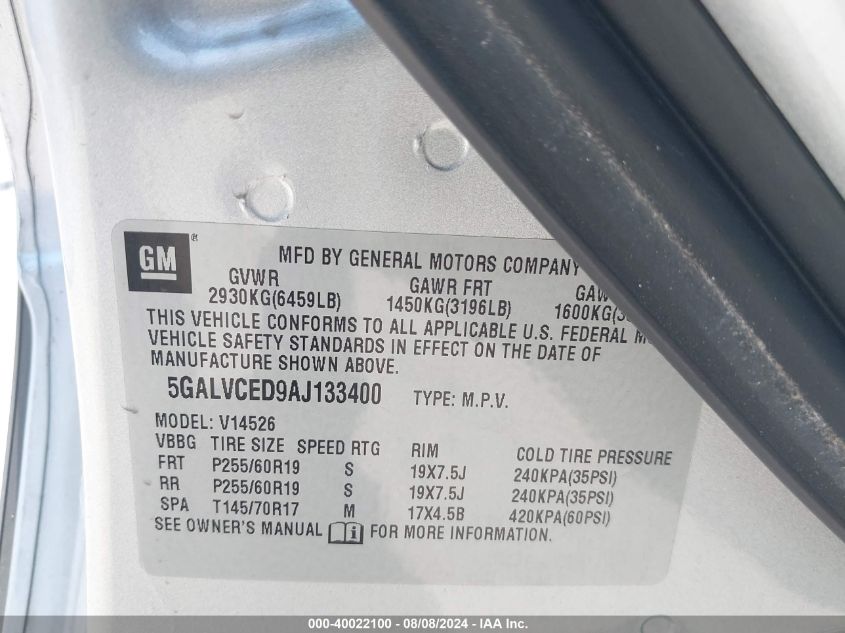 GM ®
MFD BY GENERAL MOTORS COMPANY
GVWR GAWR FRT
2930KG(6459LB) 1450KG(3196LB) 1600KG
THIS VEHICLE CONFORMS TO ALL APPLICABLE U.S. FEDERAL
VEHICLE SAFETY STANDARDS IN EFFECT ON THE DATE OF
MANUFACTURE SHOWN ABOVE.
5GALVCED9AJ133400 TYPE: M.P.V.
MODEL: V14526
VBBG TIRE SIZE SPEED RTG RIM COLD TIRE PRESSURE
FRT P255/60R19 S 19X7.5J 240KPA(35PSI)
RR P255/60R19 S 19X7.5J 240KPA(35PSI)
SPA T145/70R17 M 17X4.5B 420KPA(60PSI)
SEE OWNER'S MANUAL i FOR MORE INFORMATION.
000-40022100 - 08/08/2024 - IAA Inc.